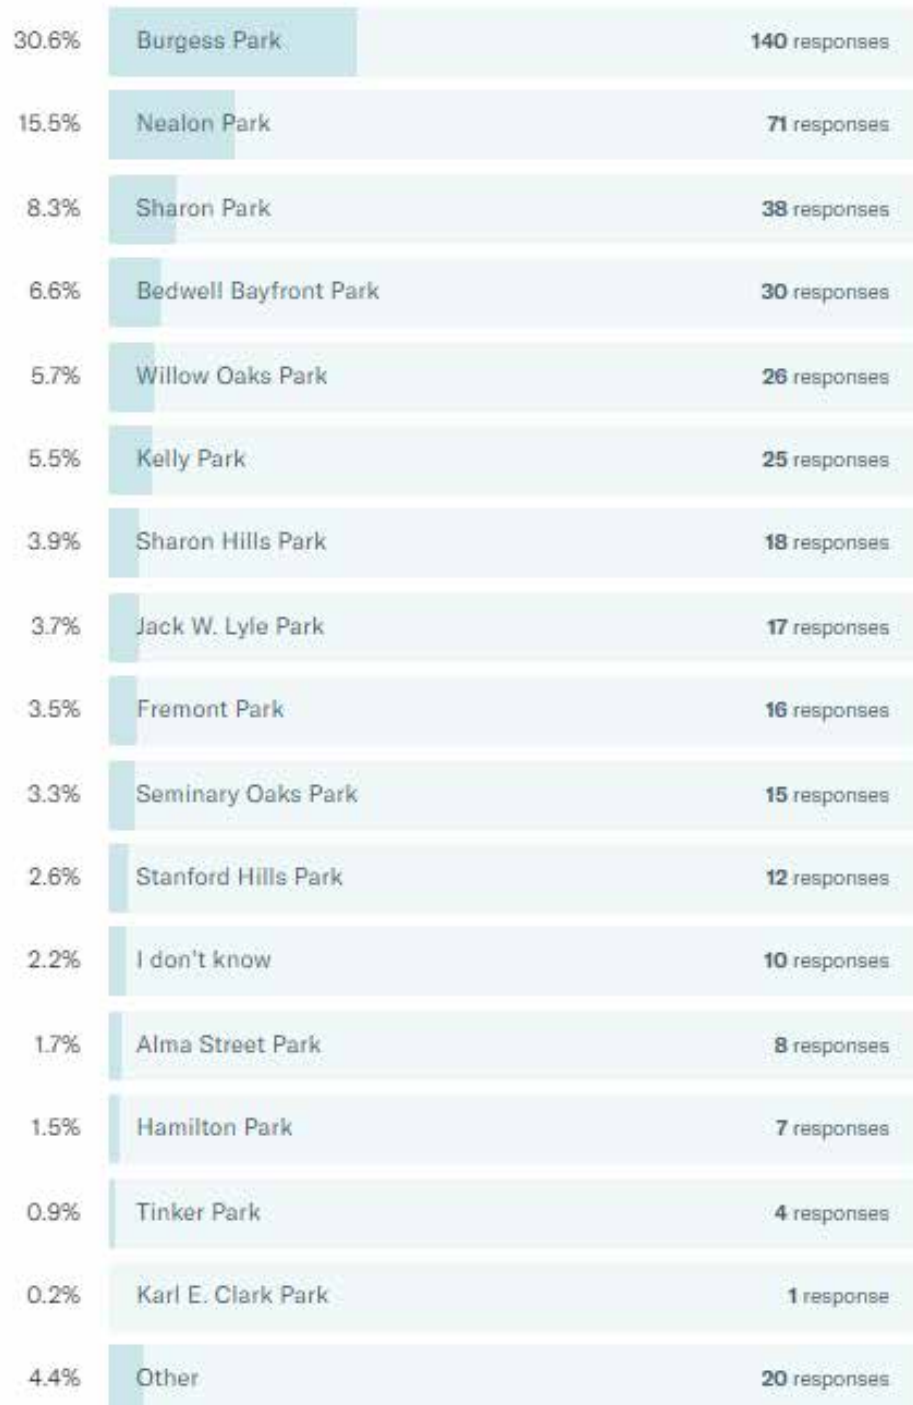 30.6% Burgess Park 140 responses
15.5% Nealon Park 71 responses
8.3% Sharon Park 38 responses
6.6% Bedwell Bayfront Park 30 responses
5.7% Willow Oaks Park 26 responses
5.5% Kelly Park 25 responses
3.9% Sharon Hills Park 18 responses
3.7% Jack W. Lyle Park 17 responses
3.5% Fremont Park 16 responses
3.3% Seminary Oaks Park 15 responses
2.6% Stanford Hills Park 12 responses
2.2% I don't know 10 responses
1.7% Alma Street Park 8 responses
1.5% Hamilton Park 7 responses
0.9% Tinker Park 4 responses
0.2% Karl E. Clark Park 1 response
4.4% Other 20 responses